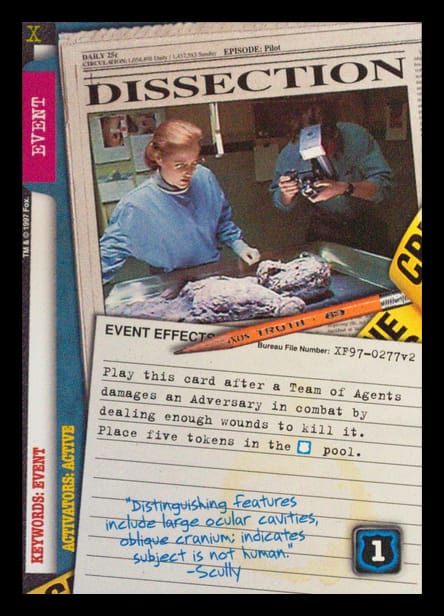 X
EVENT
DAILY 25¢
EPISODE: Pilot
DISSECTION
TM & © 1997 Fox.
EVENT EFFECTS
TRUTH
Bureau File Number: XF97-0277v2
Play this card after a Team of Agents
damages an Adversary in combat by
dealing enough wounds to kill it.
Place five tokens in the pool.
KEYWORDS: EVENT
ACTIVATORS: ACTIVE
"Distinguishing features
include large ocular cavities,
oblique cranium; indicates
subject is not human."
-Scully
1